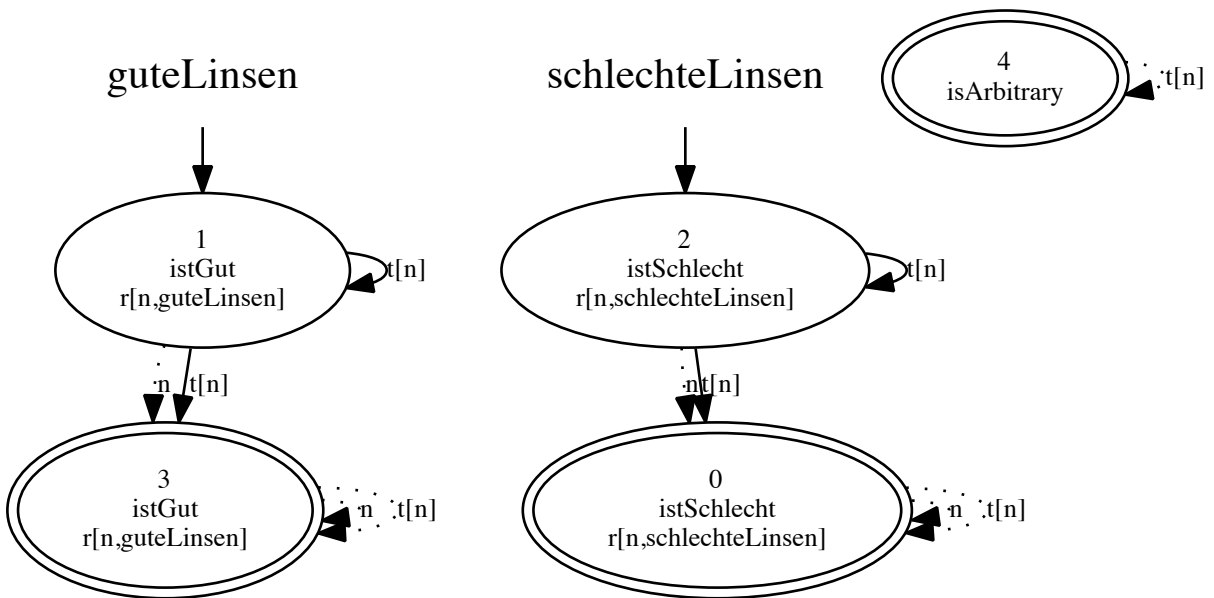 guteLinsen
schlechteLinsen
4
isArbitrary
t[n]
1
istGut
r[n,guteLinsen]
t[n]
2
istSchlecht
r[n,schlechteLinsen]
t[n]
n
t[n]
n
t[n]
3
istGut
r[n,guteLinsen]
n
t[n]
0
istSchlecht
r[n,schlechteLinsen]
n
t[n]